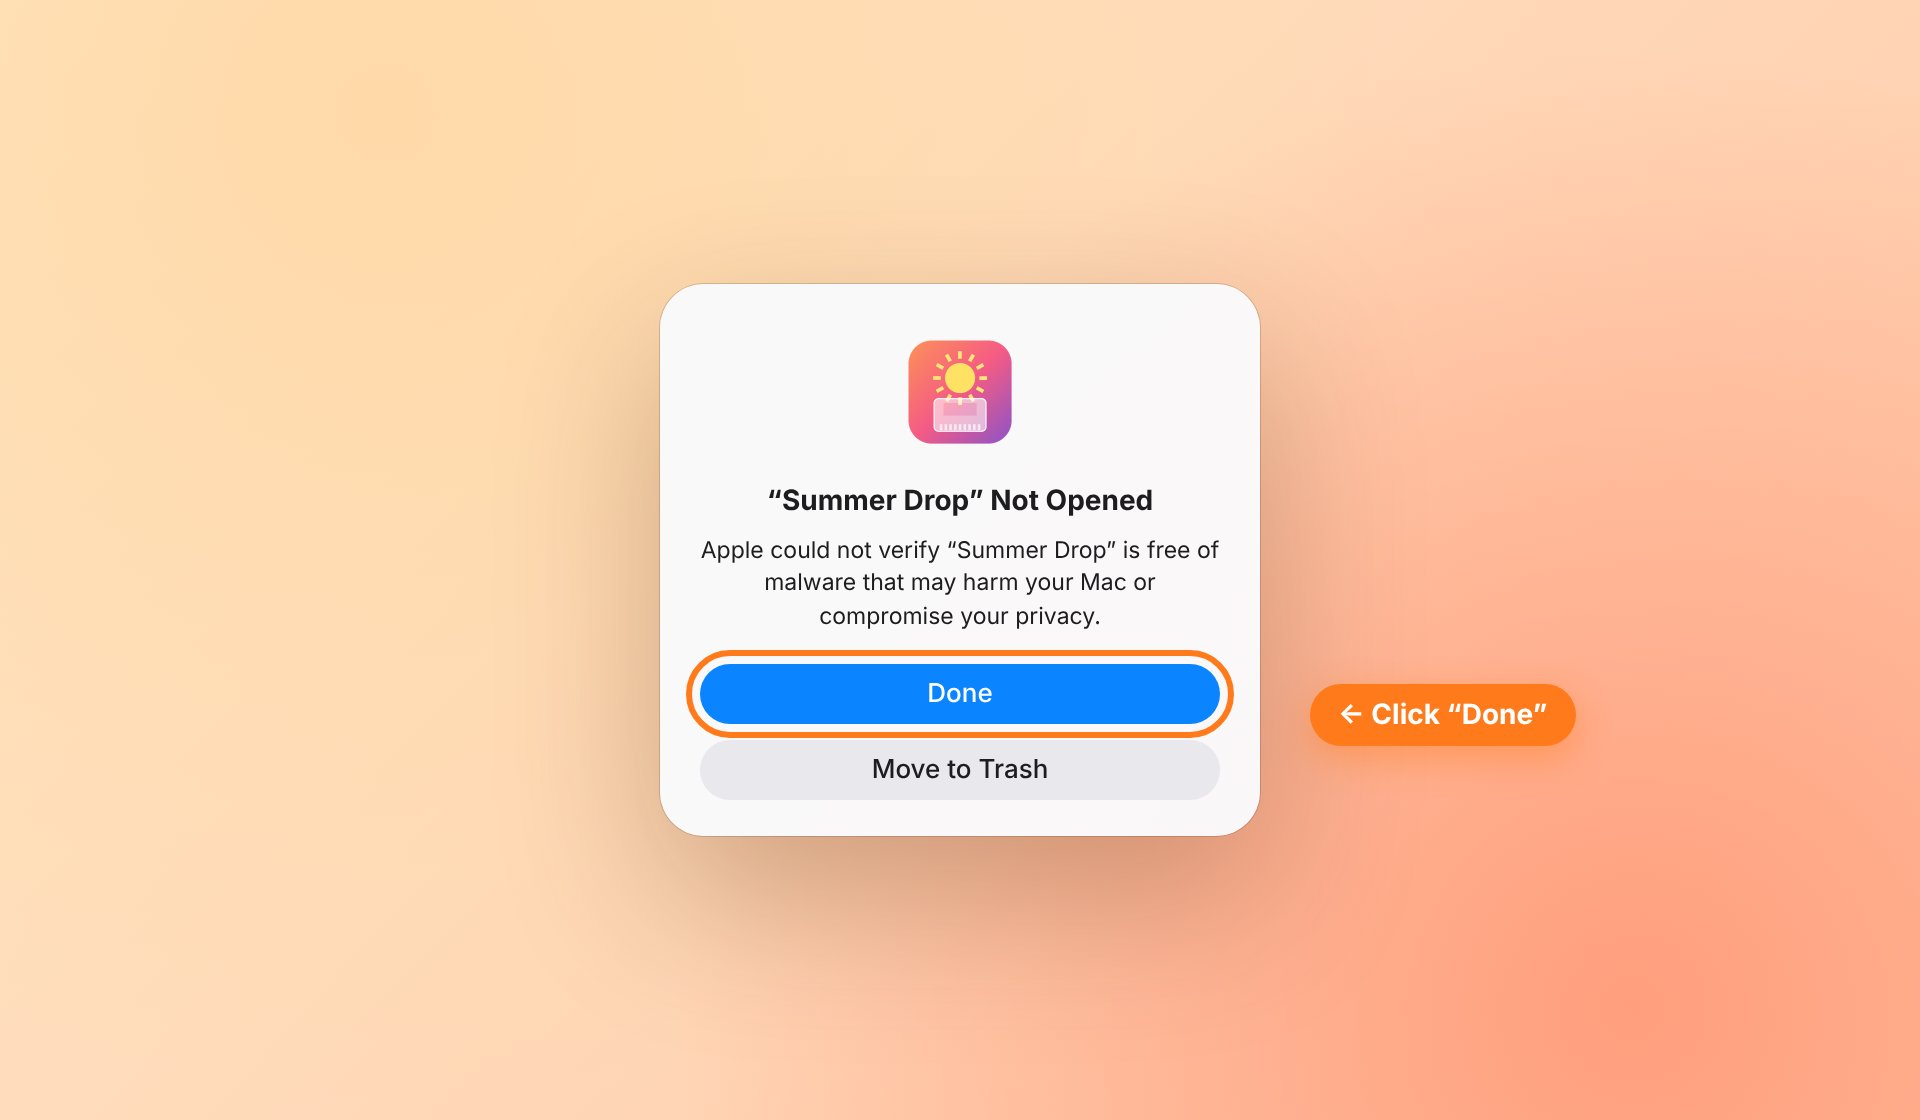 “Summer Drop” Not Opened
Apple could not verify “Summer Drop” is free of
malware that may harm your Mac or
compromise your privacy.
Done
← Click “Done”
Move to Trash